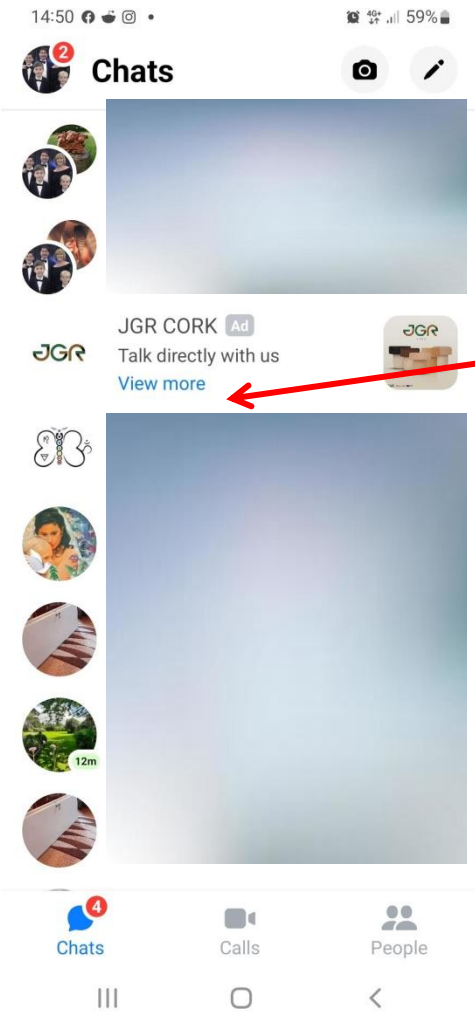 14:50 4G+ 59%
2
Chats
JGR CORK Ad
JGR
JGR
Talk directly with us
View more
12m
4
Chats Calls People